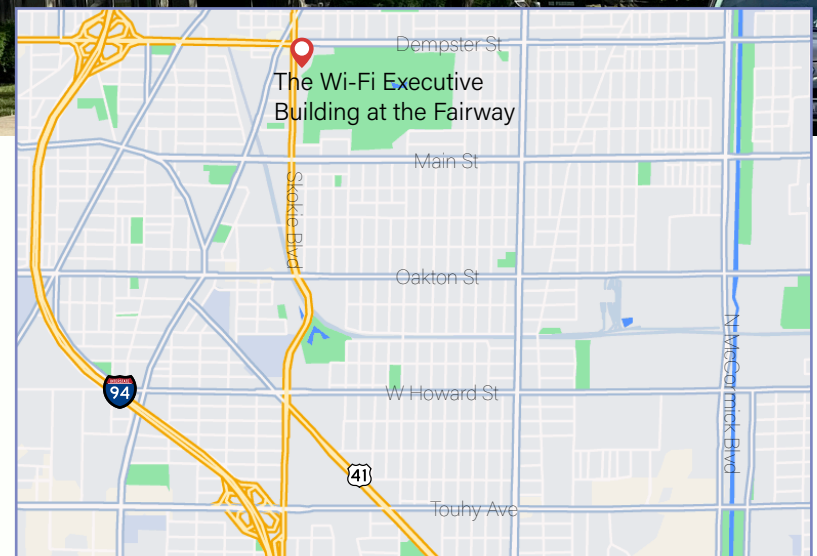 Dempster St
The Wi-Fi Executive
Building at the Fairway
Main St
Skokie Blvd
Oakton St
N McCormick Blvd
INTERSTATE
94
W Howard St
41
Touhy Ave